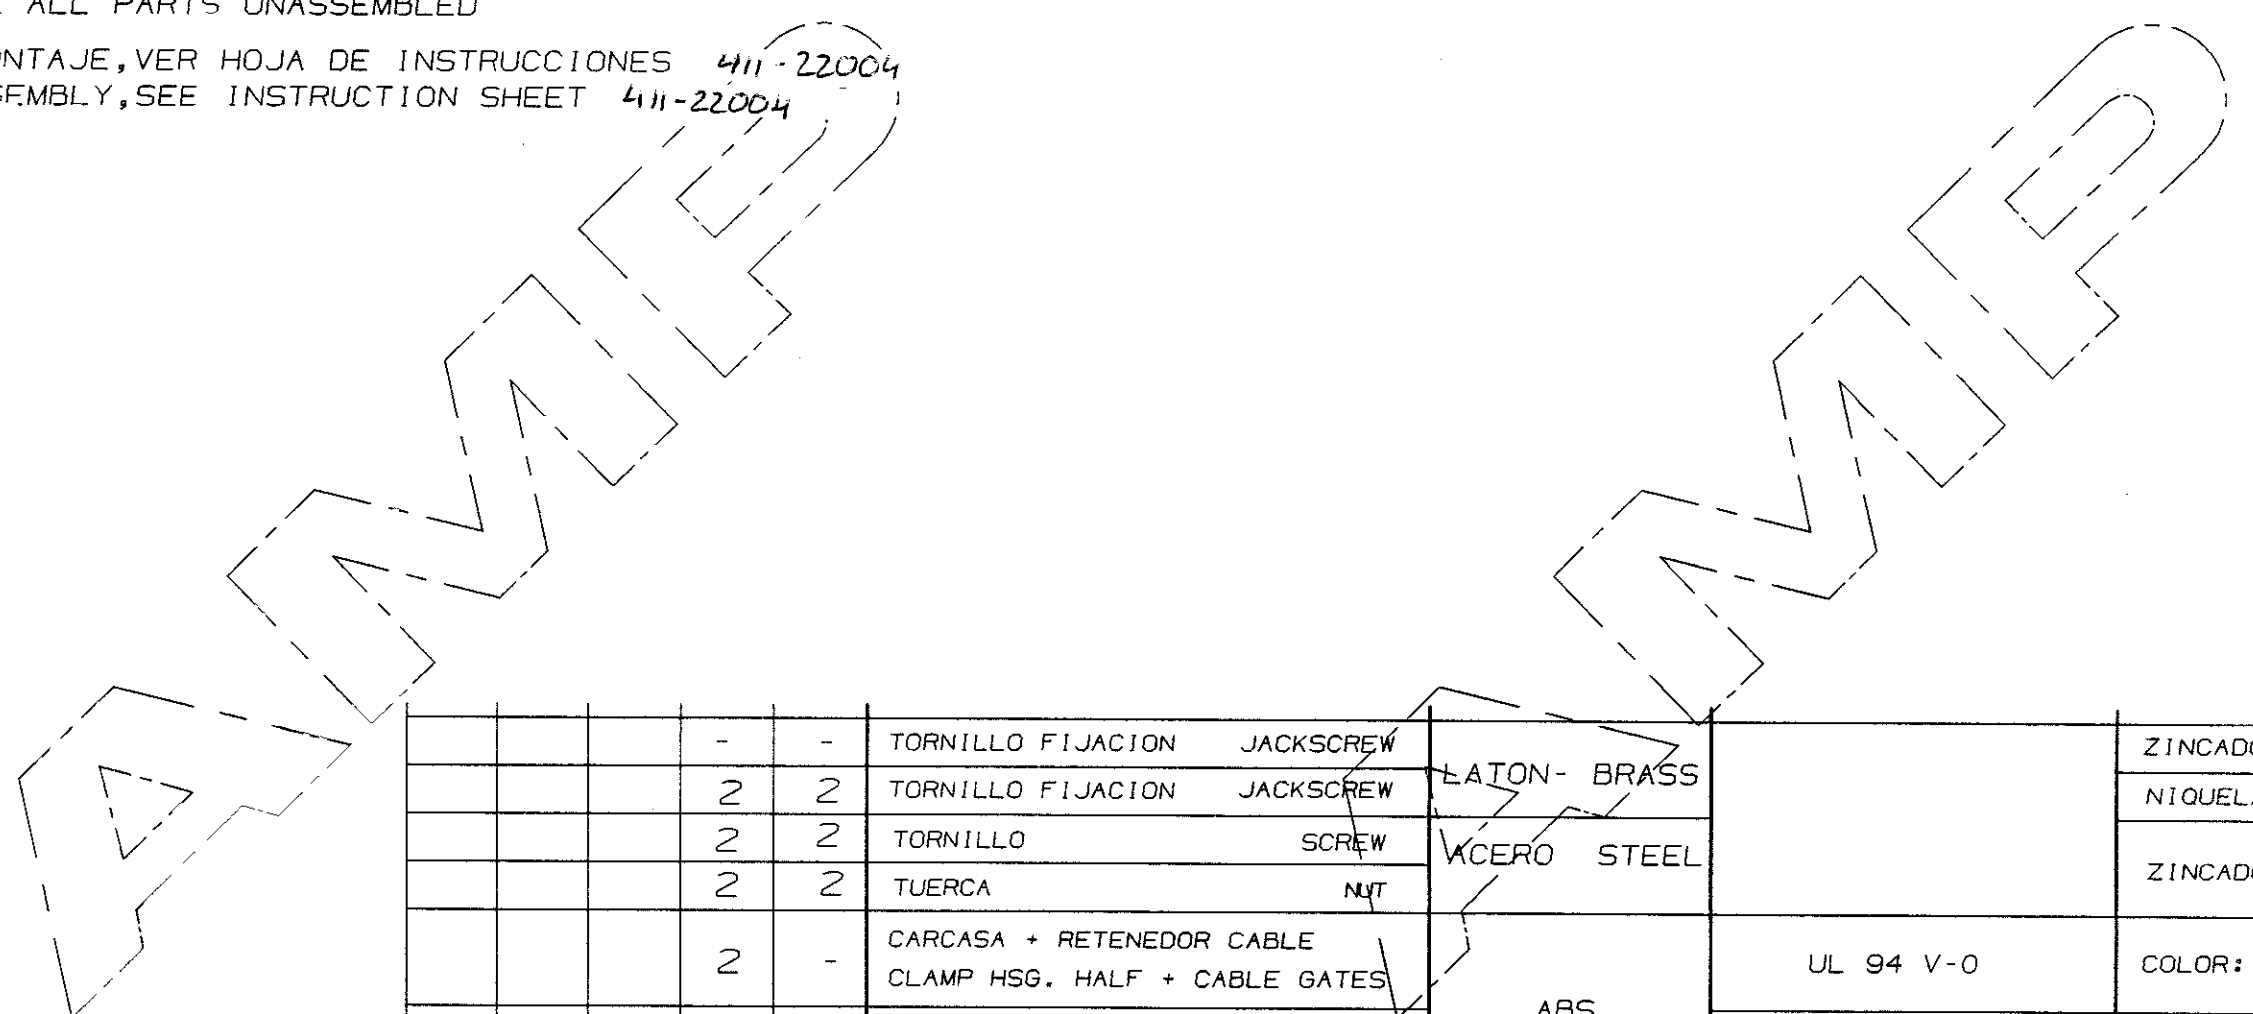 ALL PARTS UNASSEMBLED
NTAJE, VER HOJA DE INSTRUCCIONES 411-22004
EMBLY, SEE INSTRUCTION SHEET 411-22004
AMP
AMP
- - TORNILLO FIJACION JACKSCREW LATON- BRASS ZINCADO
2 2 TORNILLO FIJACION JACKSCREW NIQUEL
2 2 TORNILLO SCREW ACERO STEEL ZINCADO
2 2 TUERCA NUT
2 - CARCASA + RETENEDOR CABLE
CLAMP HSG. HALF + CABLE GATES
UL 94 V-0 COLOR:
ABS